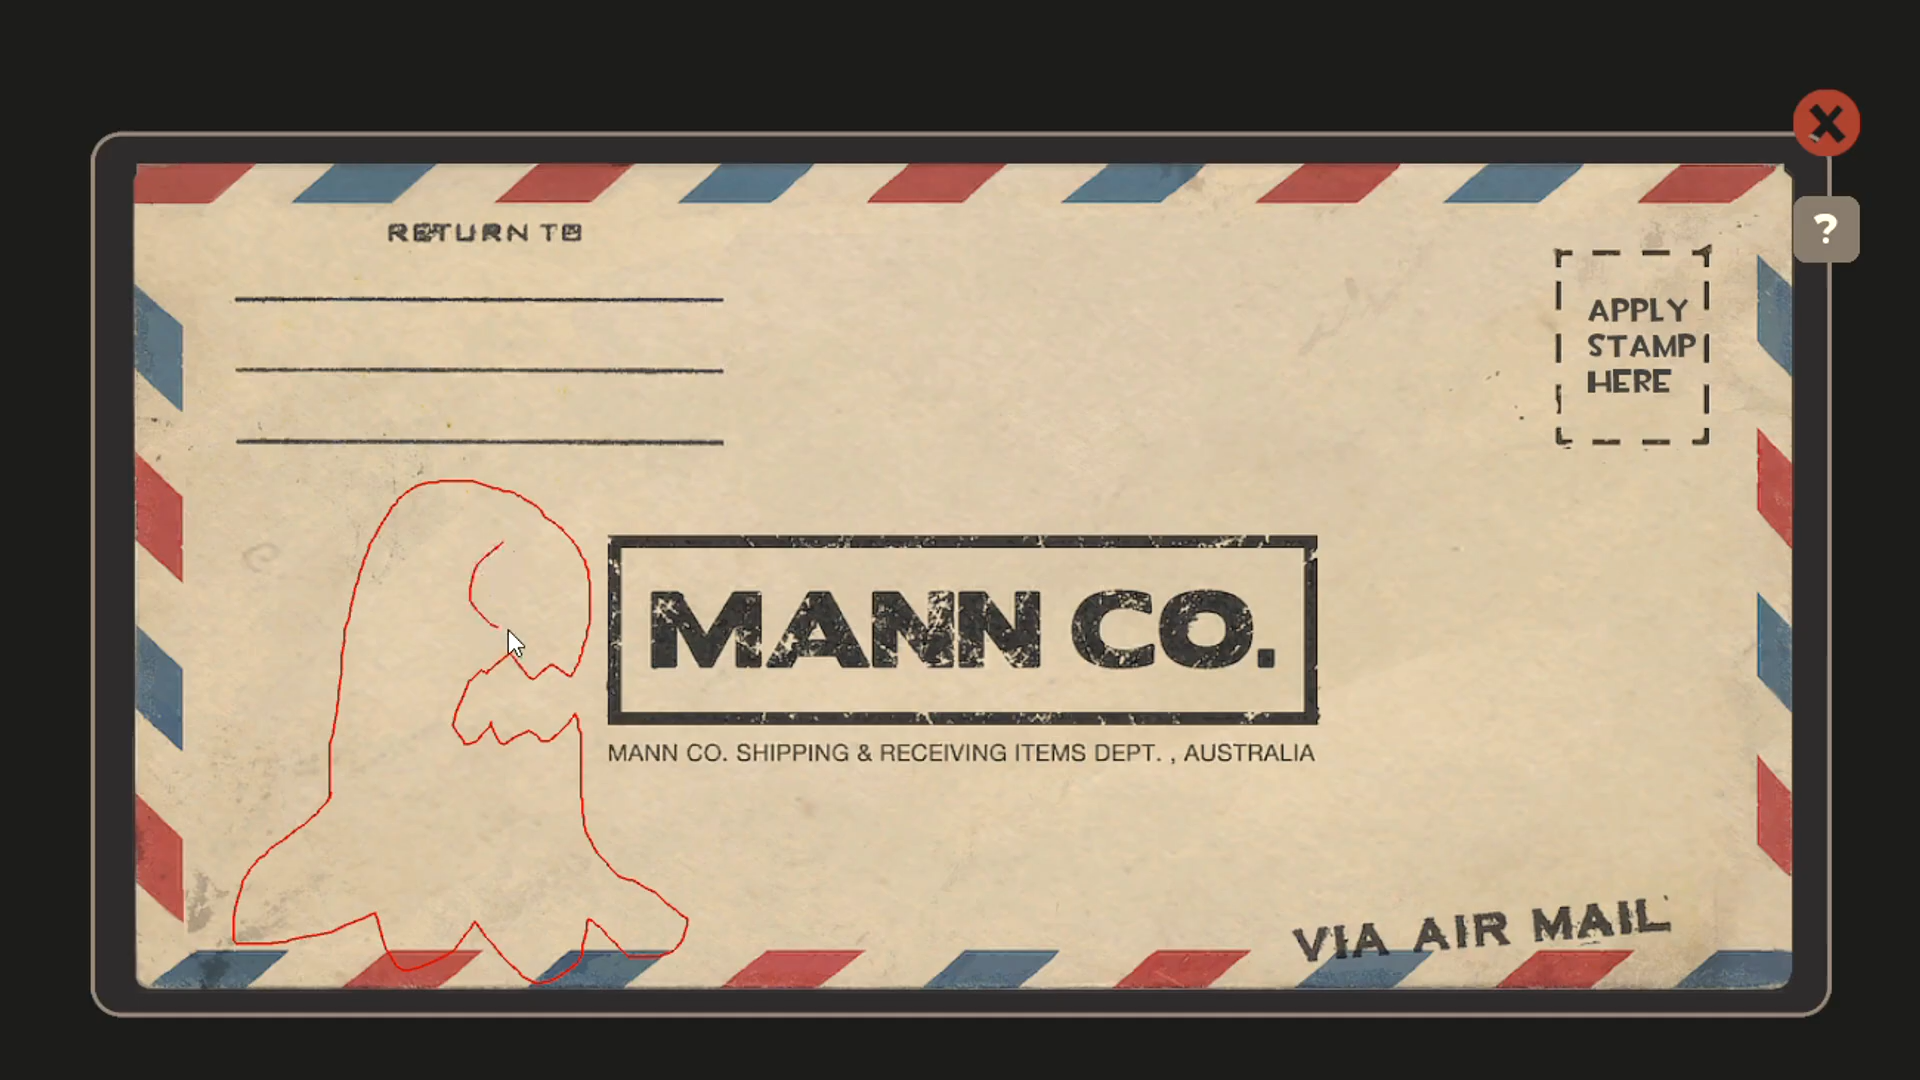 ?
RETURN TO
APPLY
STAMP
HERE
MANN CO.
MANN CO. SHIPPING & RECEIVING ITEMS DEPT. , AUSTRALIA
VIA AIR MAIL